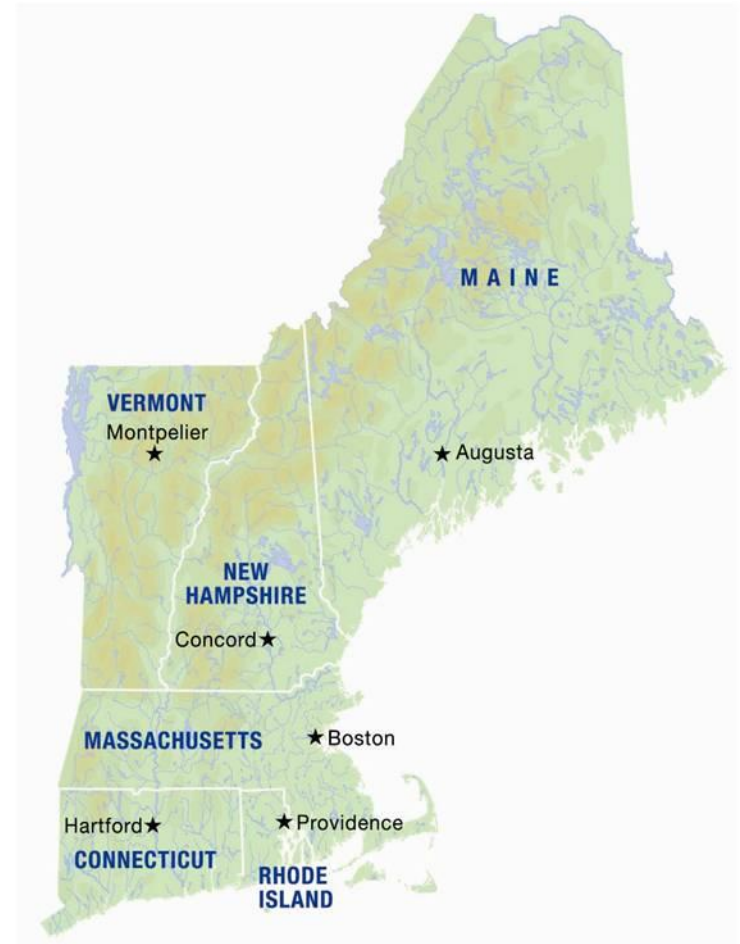 MAINE
VERMONT
Montpelier
Augusta
NEW
HAMPSHIRE
Concord
MASSACHUSETTS
Boston
Hartford
Providence
CONNECTICUT
RHODE
ISLAND